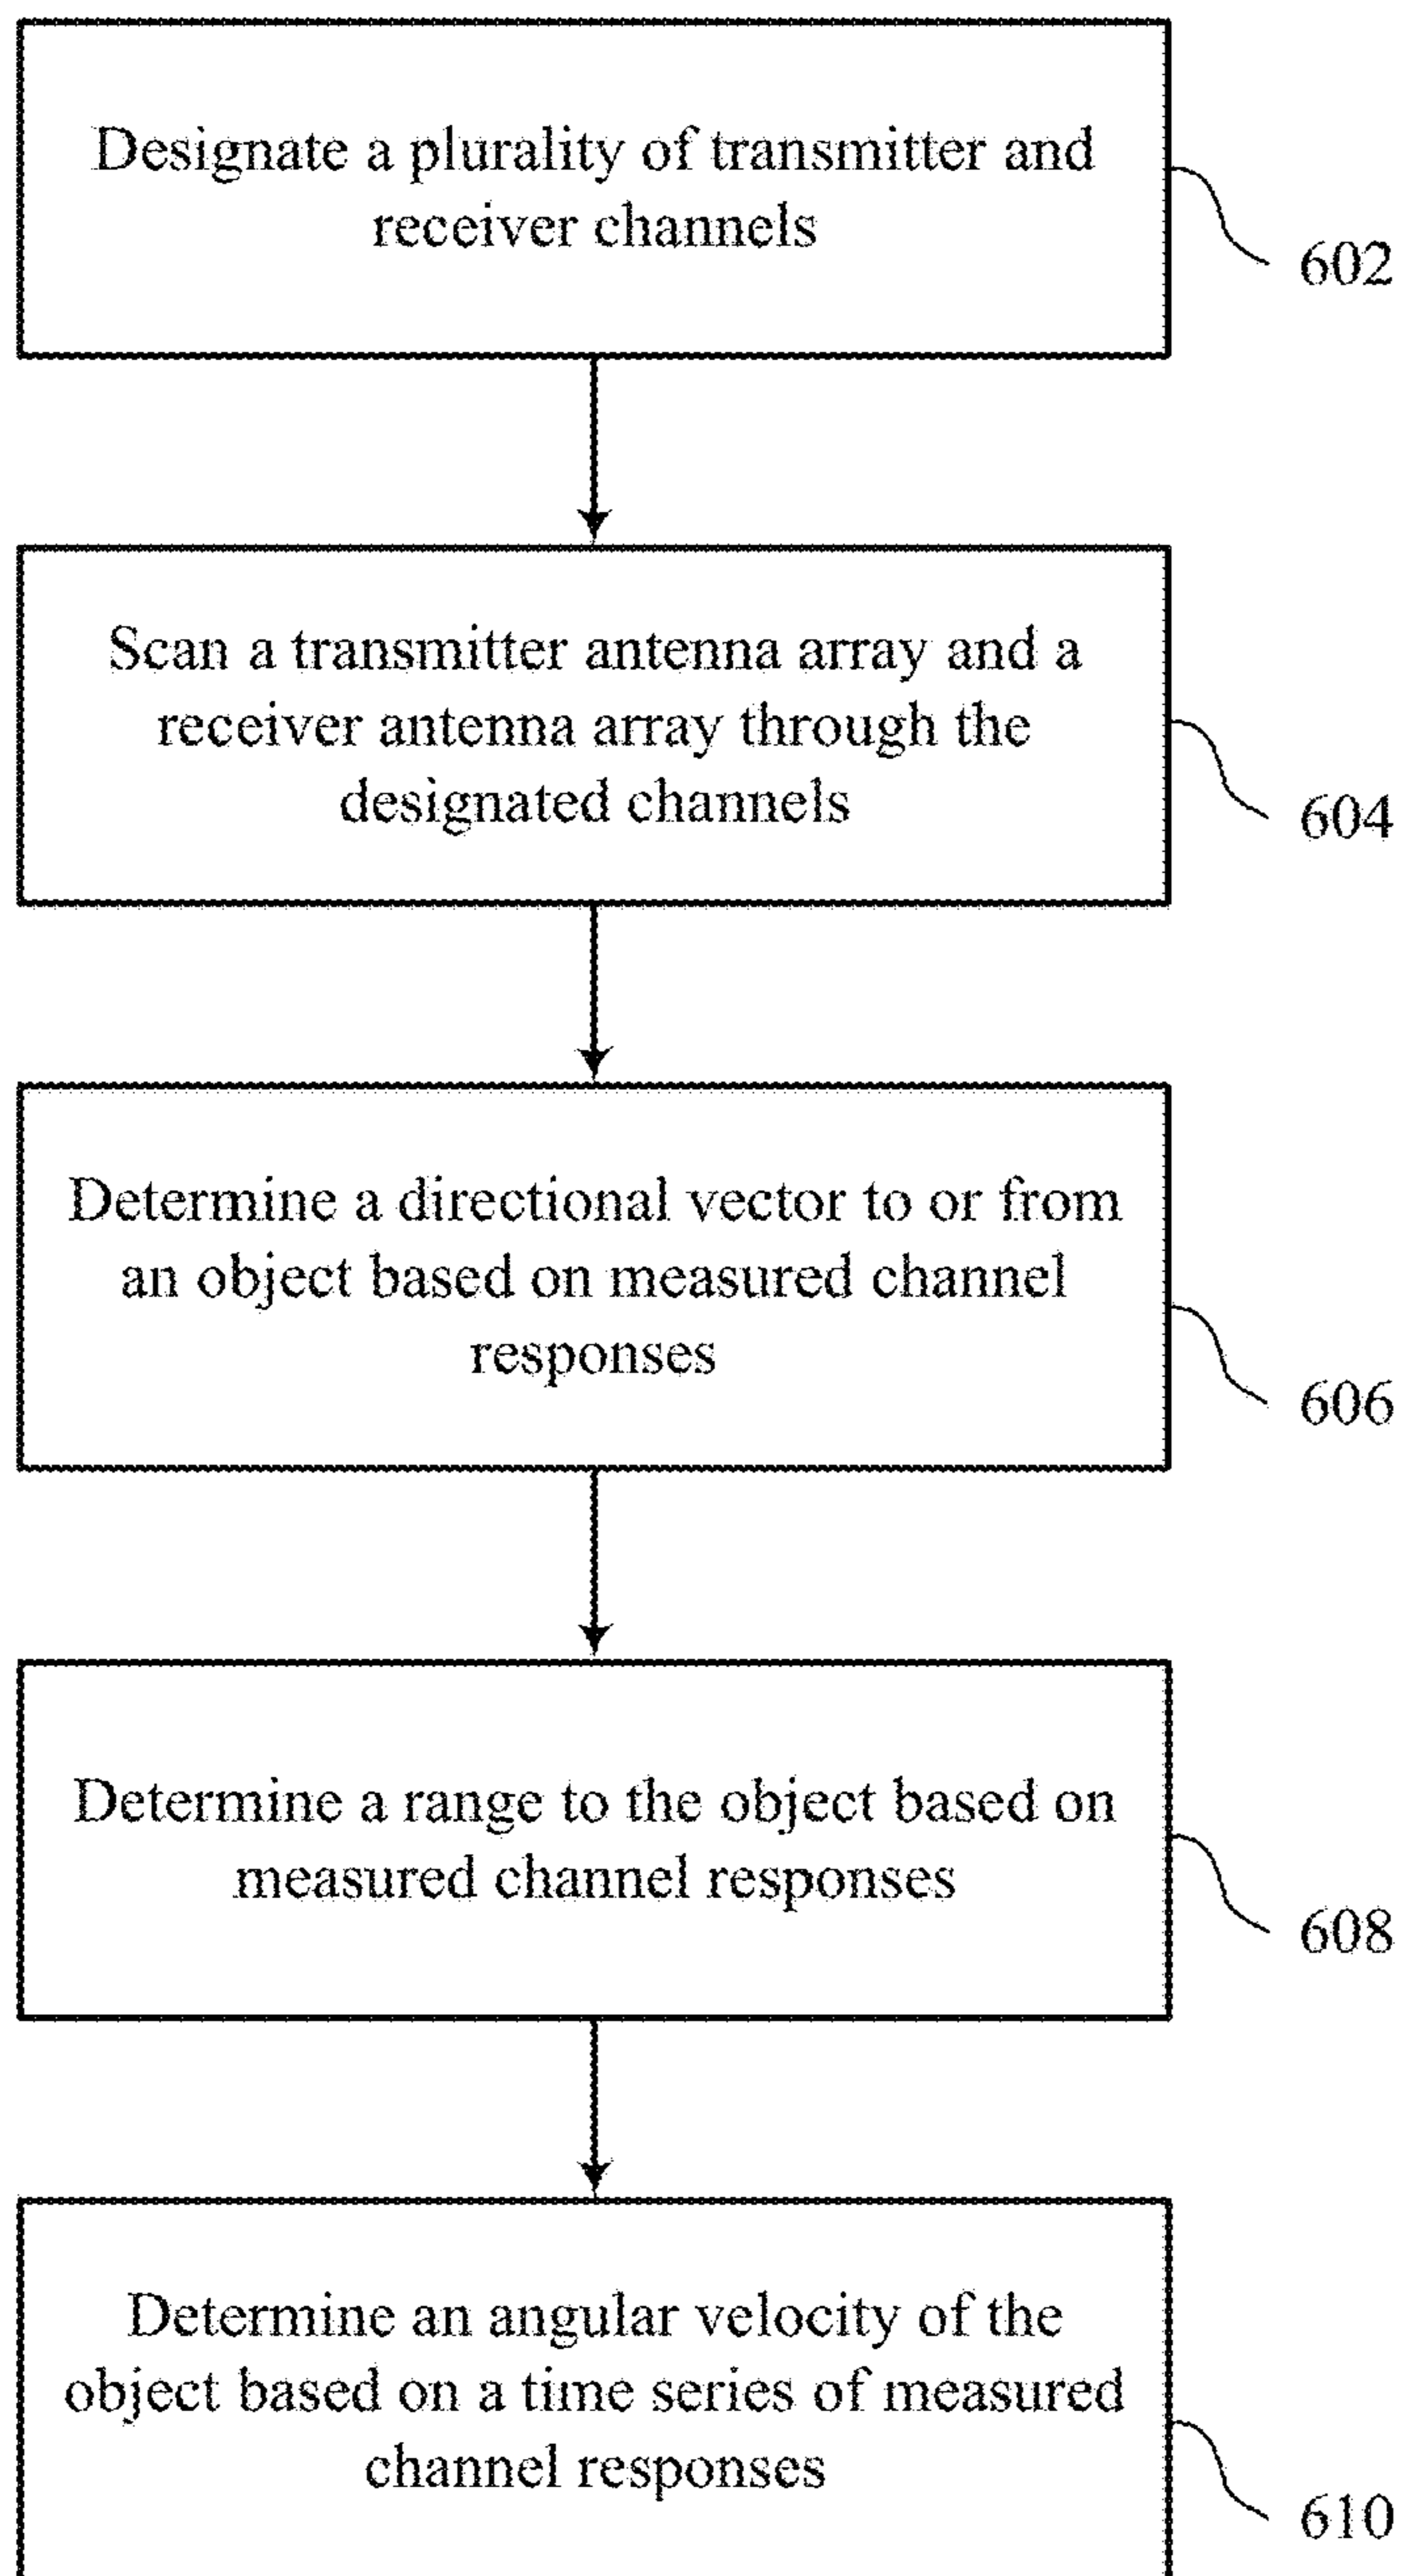 Designate a plurality of transmitter and
receiver channels
602
Scan a transmitter antenna array and a
receiver antenna array through the
designated channels
604
Determine a directional vector to or from
an object based on measured channel
responses
606
Determine a range to the object based on
measured channel responses
608
Determine an angular velocity of the
object based on a time series of measured
channel responses
610